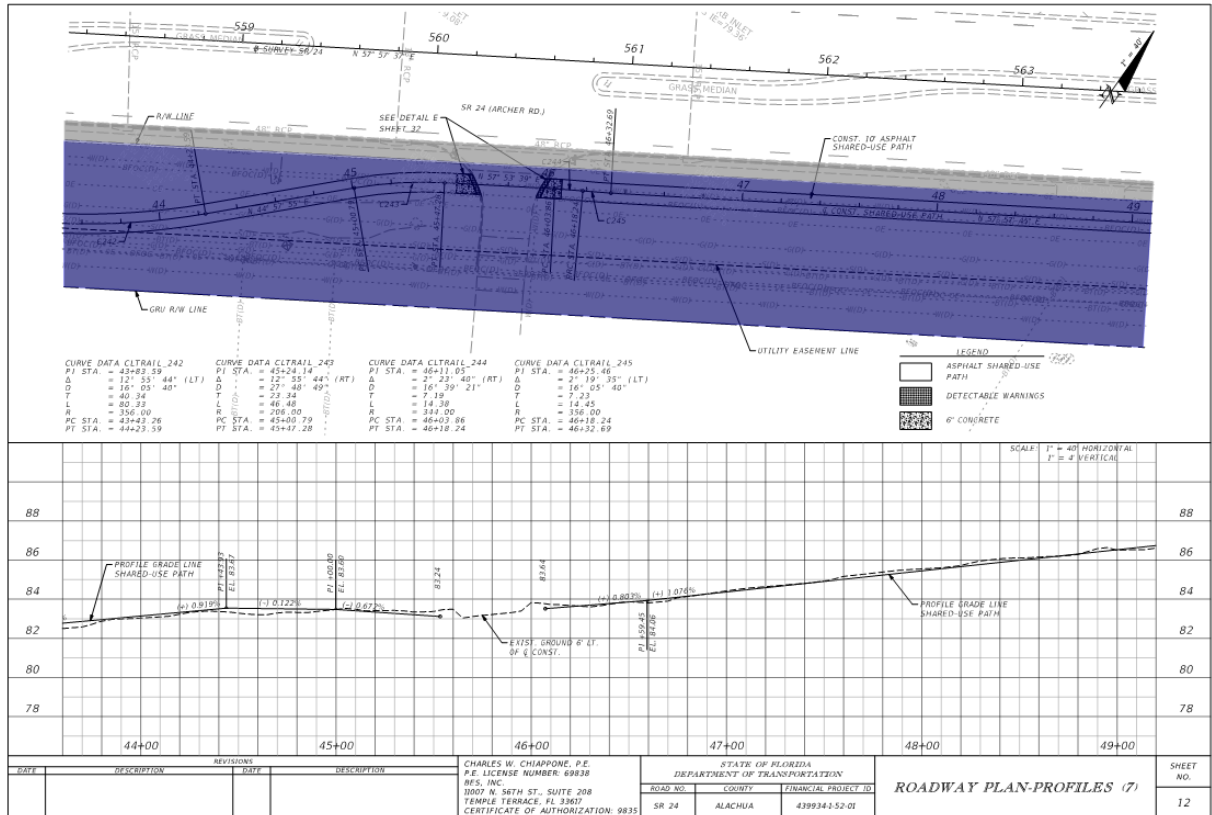 559
560
561
562
563
GRASS MEDIAN
℄ SURVEY SR 24
N 57° 57' 37" E
GRASS MEDIAN
1" = 40'
R/W LINE
48" RCP
SEE DETAIL E
SHEET 32
SR 24 (ARCHER RD.)
48" RCP
46+32.69
CONST. 10' ASPHALT
SHARED-USE PATH
44
45
46
47
48
49
C242
C243
C244
C245
N 44° 57' 55" E
N 57° 53' 39" E
℄ CONST. SHARED-USE PATH
GRU R/W LINE
UTILITY EASEMENT LINE
CURVE DATA CLTRAIL_242
PI STA. = 43+83.59
Δ = 12° 55' 44" (LT)
D = 16° 05' 40"
T = 40.34
L = 80.33
R = 356.00
PC STA. = 43+43.26
PT STA. = 44+23.59
CURVE DATA CLTRAIL_243
PI STA. = 45+24.14
Δ = 12° 55' 44" (RT)
D = 27° 48' 49"
T = 23.34
L = 46.48
R = 206.00
PC STA. = 45+00.79
PT STA. = 45+47.28
CURVE DATA CLTRAIL_244
PI STA. = 46+11.05
Δ = 2° 23' 40" (RT)
D = 16° 39' 21"
T = 7.19
L = 14.38
R = 344.00
PC STA. = 46+03.86
PT STA. = 46+18.24
CURVE DATA CLTRAIL_245
PI STA. = 46+25.46
Δ = 2° 19' 35" (LT)
D = 16° 05' 40"
T = 7.23
L = 14.45
R = 356.00
PC STA. = 46+18.24
PT STA. = 46+32.69
LEGEND
ASPHALT SHARED-USE
PATH
DETECTABLE WARNINGS
6" CONCRETE
SCALE: 1" = 40' HORIZONTAL
1" = 4' VERTICAL
88
86
84
82
80
78
88
86
84
82
80
78
PROFILE GRADE LINE
SHARED-USE PATH
PI +43.93
EL. 83.67
PI +00.00
EL. 83.60
83.24
83.64
(+) 0.919%
(-) 0.122%
(-) 0.672%
(+) 0.803%
(+) 1.076%
PI +59.45
EL. 84.06
EXIST. GROUND 6' LT.
OF ℄ CONST.
PROFILE GRADE LINE
SHARED-USE PATH
44+00
45+00
46+00
47+00
48+00
49+00
REVISIONS
DATE DESCRIPTION DATE DESCRIPTION
CHARLES W. CHIAPPONE, P.E.
P.E. LICENSE NUMBER: 69838
BFS, INC.
11007 N. 56TH ST., SUITE 208
TEMPLE TERRACE, FL 33617
CERTIFICATE OF AUTHORIZATION: 9835
STATE OF FLORIDA
DEPARTMENT OF TRANSPORTATION
ROAD NO. COUNTY FINANCIAL PROJECT ID
SR 24 ALACHUA 439934-1-52-01
ROADWAY PLAN-PROFILES (7)
SHEET
NO.
12